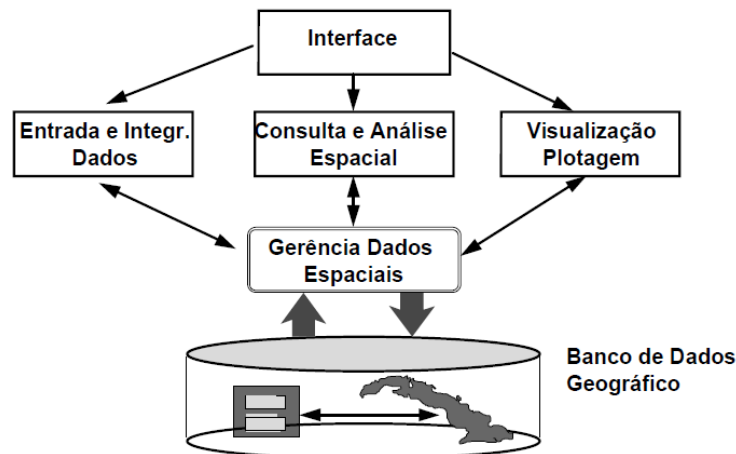 Interface
Entrada e Integr.
Dados
Consulta e Análise
Espacial
Visualização
Plotagem
Gerência Dados
Espaciais
Banco de Dados
Geográfico